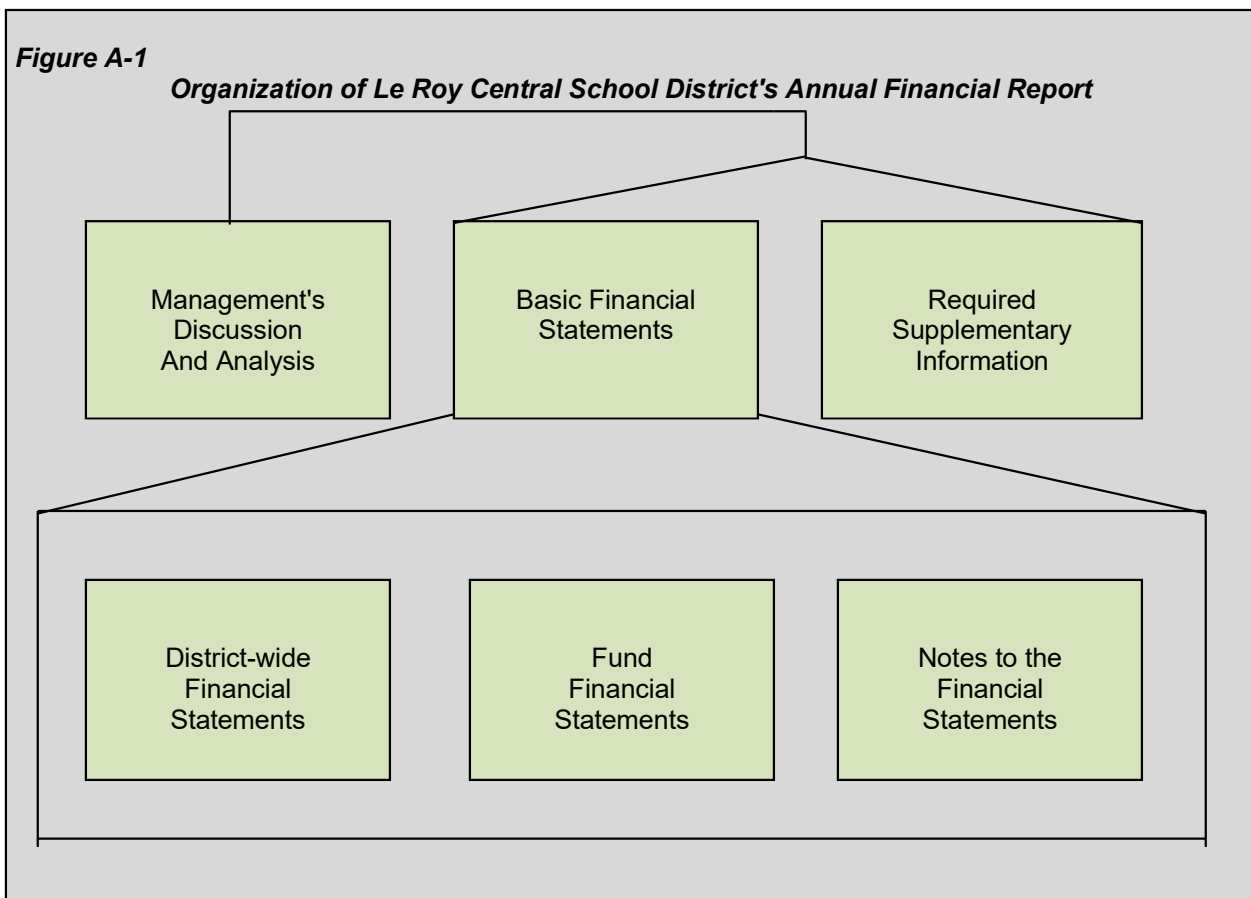 Figure A-1
Organization of Le Roy Central School District's Annual Financial Report
Management's
Discussion
And Analysis
Basic Financial
Statements
Required
Supplementary
Information
District-wide
Financial
Statements
Fund
Financial
Statements
Notes to the
Financial
Statements